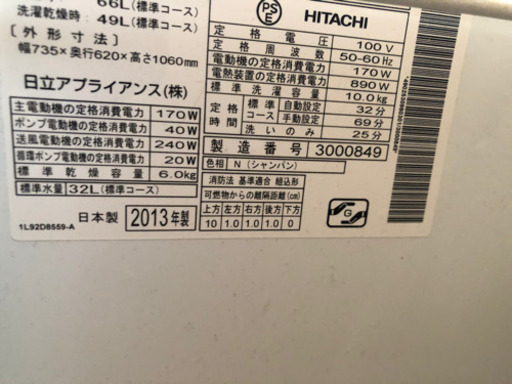 66L(標準コース)
洗濯乾燥時:49L(標準コース)
[外形寸法]
幅735×奥行620×高さ1060mm
日立アプライアンス(株)
主電動機の定格消費電力 170W
ポンプ電動機の定格消費電力 40W
送風電動機の定格消費電力 240W
循環ポンプ電動機の定格消費電力 20W
標準乾燥容量 6.0kg
標準水量 32L(標準コース)
日本製 2013年製
1L92D8559-A
PS
E
HITACHI
定格電圧 100V
定格周波数 50-60Hz
電動機の定格消費電力 170W
電熱装置の定格消費電力 890W
標準洗濯容量 10.0kg
定格時間 標準コース 自動設定 32分
手動設定 69分
洗いのみ 25分
製造番号 3000849
色相 N(シャンパン)
消防法 基準適合 組込形
可燃物からの離隔距離(cm)
上方 左方 右方 前方 後方 下方
10 1.0 1.0 0 1.0 0
G